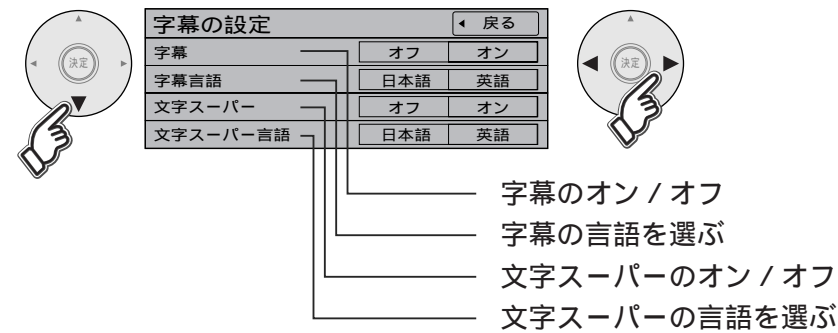 字幕の設定 戻る
字幕 オフ オン
字幕言語 日本語 英語
文字スーパー オフ オン
文字スーパー言語 日本語 英語
決定
決定
字幕のオン / オフ
字幕の言語を選ぶ
文字スーパーのオン / オフ
文字スーパーの言語を選ぶ